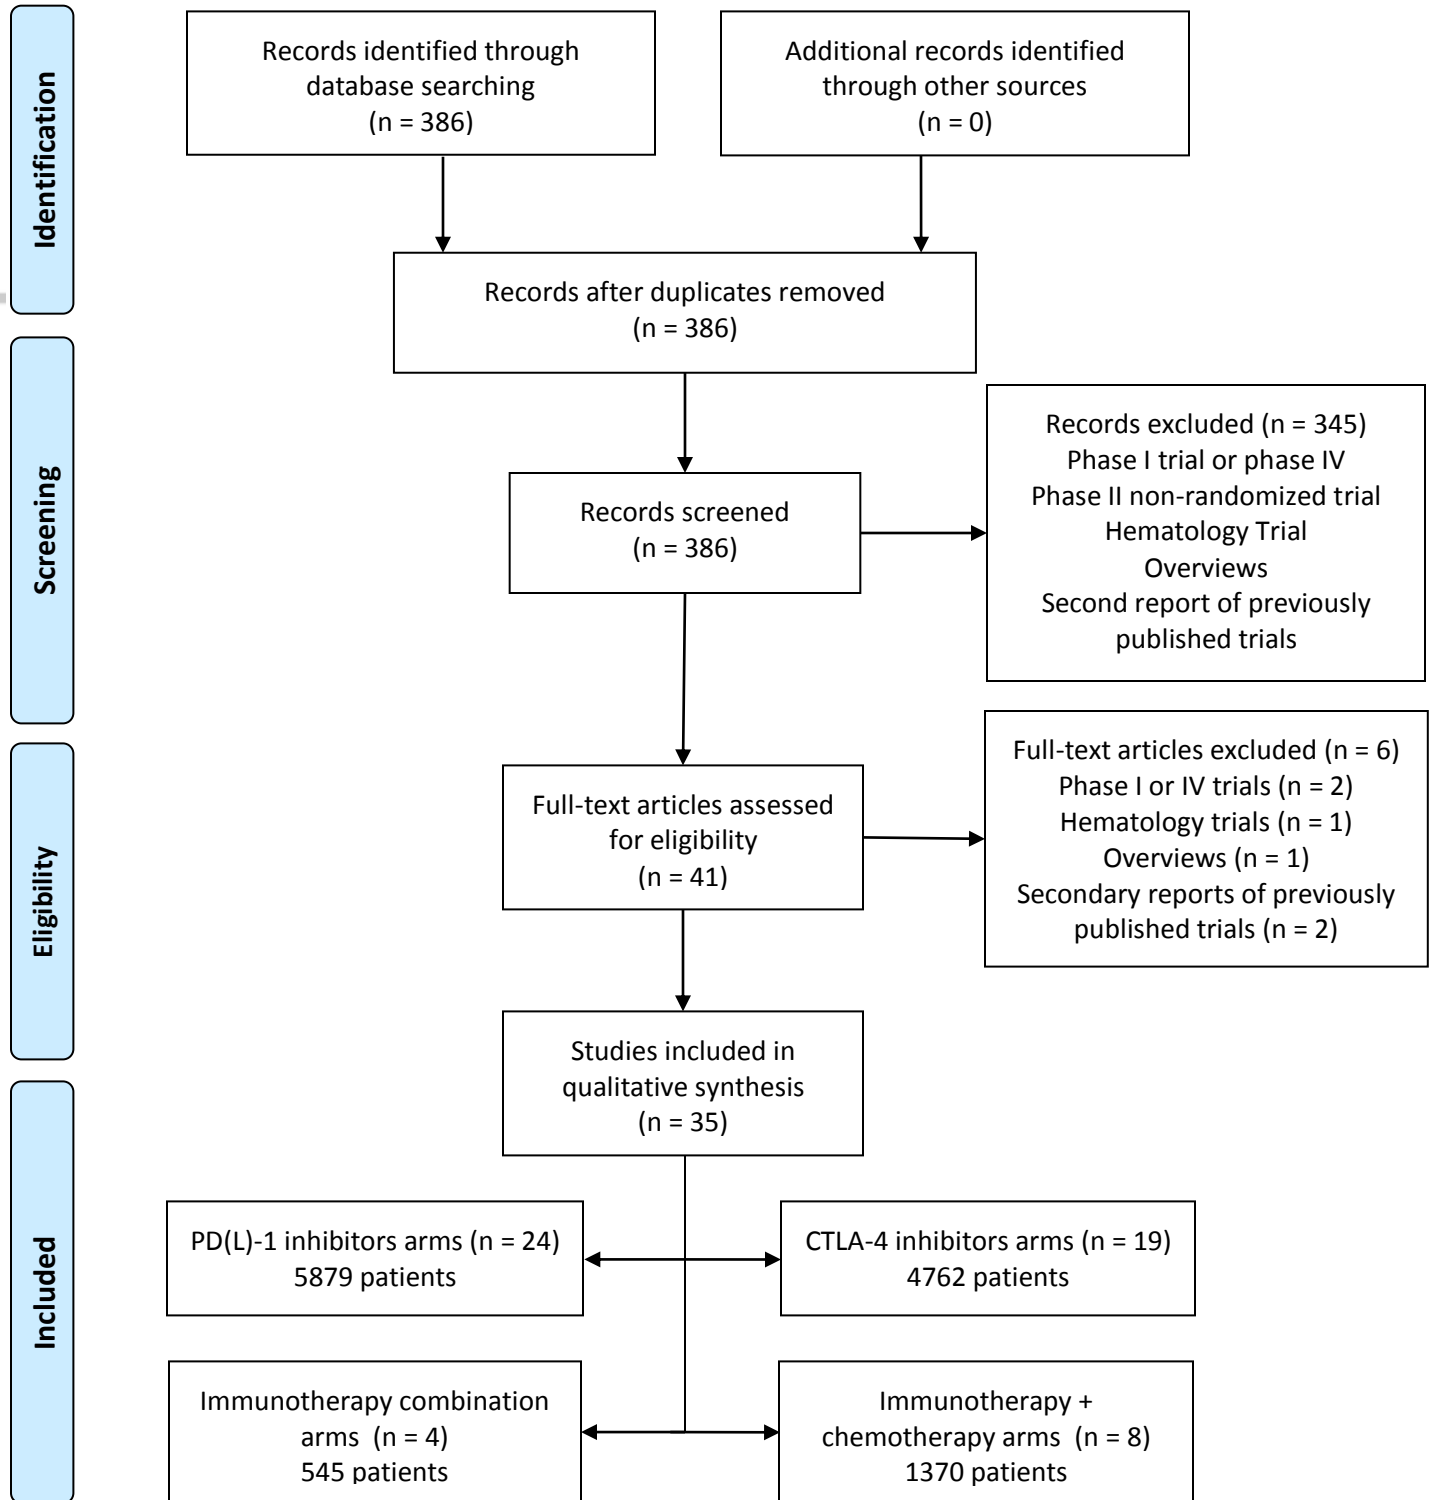 Identification
Records identified through
database searching
(n = 386)
Additional records identified
through other sources
(n = 0)
Records after duplicates removed
(n = 386)
Screening
Records screened
(n = 386)
Records excluded (n = 345)
Phase I trial or phase IV
Phase II non-randomized trial
Hematology Trial
Overviews
Second report of previously
published trials
Eligibility
Full-text articles assessed
for eligibility
(n = 41)
Full-text articles excluded (n = 6)
Phase I or IV trials (n = 2)
Hematology trials (n = 1)
Overviews (n = 1)
Secondary reports of previously
published trials (n = 2)
Studies included in
qualitative synthesis
(n = 35)
Included
PD(L)-1 inhibitors arms (n = 24)
5879 patients
CTLA-4 inhibitors arms (n = 19)
4762 patients
Immunotherapy combination
arms (n = 4)
545 patients
Immunotherapy +
chemotherapy arms (n = 8)
1370 patients